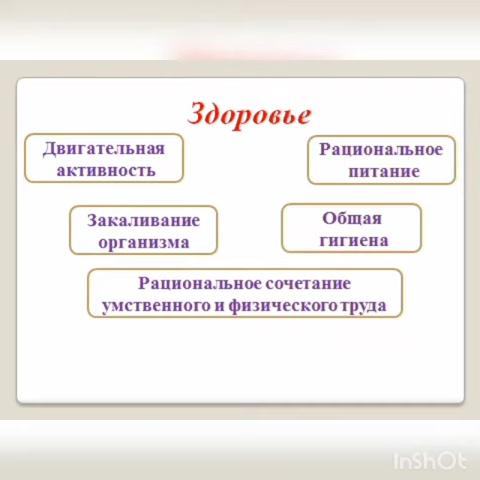 Здоровье
Двигательная
активность
Рациональное
питание
Закаливание
организма
Общая
гигиена
Рациональное сочетание
умственного и физического труда
InShOt